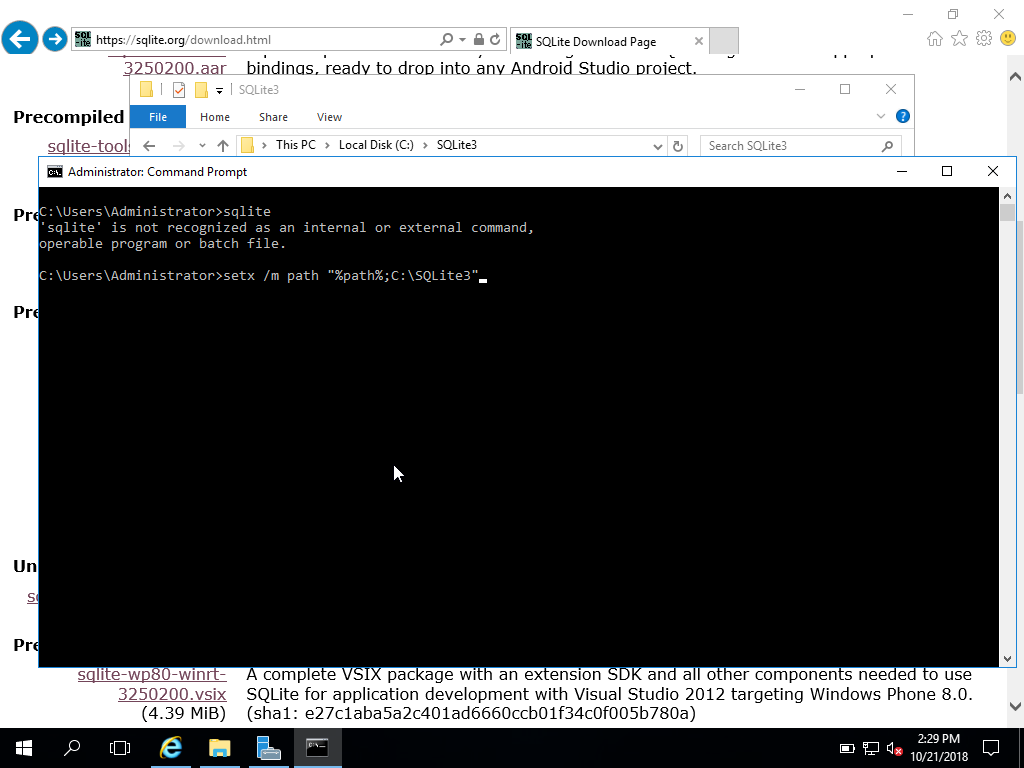 https://sqlite.org/download.html
SQLite Download Page
3250200.aar
bindings, ready to drop into any Android Studio project.
SQLite3
Precompiled
File
Home
Share
View
sqlite-tools
This PC
Local Disk (C:)
SQLite3
Search SQLite3
Administrator: Command Prompt
C:\Users\Administrator>sqlite
'sqlite' is not recognized as an internal or external command,
operable program or batch file.
C:\Users\Administrator>setx /m path "%path%;C:\SQLite3"
Pre
Pre
Un
Pre
sqlite-wp80-winrt-
3250200.vsix
(4.39 MiB)
A complete VSIX package with an extension SDK and all other components needed to use
SQLite for application development with Visual Studio 2012 targeting Windows Phone 8.0.
(sha1: e27c1aba5a2c401ad6660ccb01f34c0f005b780a)
2:29 PM
10/21/2018